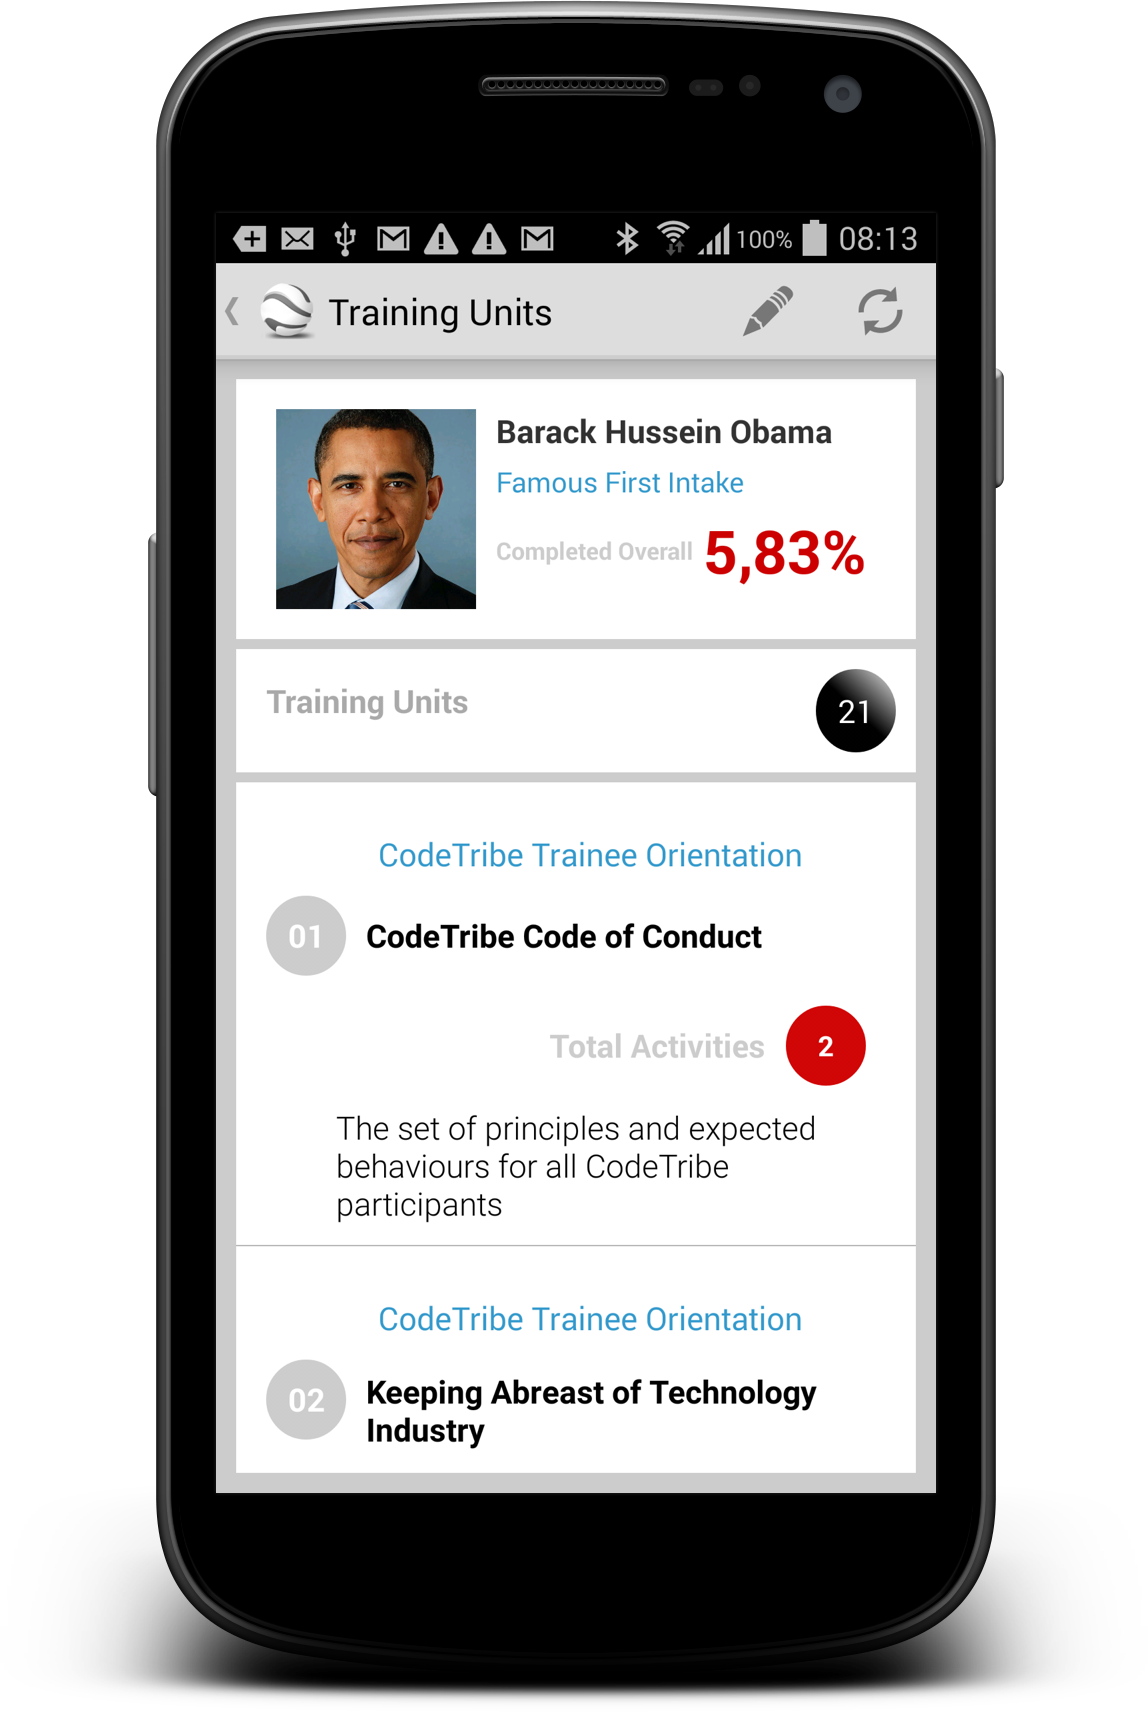 100% 08:13
Training Units
Barack Hussein Obama
Famous First Intake
Completed Overall 5,83%
Training Units 21
CodeTribe Trainee Orientation
01 CodeTribe Code of Conduct
Total Activities 2
The set of principles and expected
behaviours for all CodeTribe
participants
CodeTribe Trainee Orientation
02 Keeping Abreast of Technology
Industry